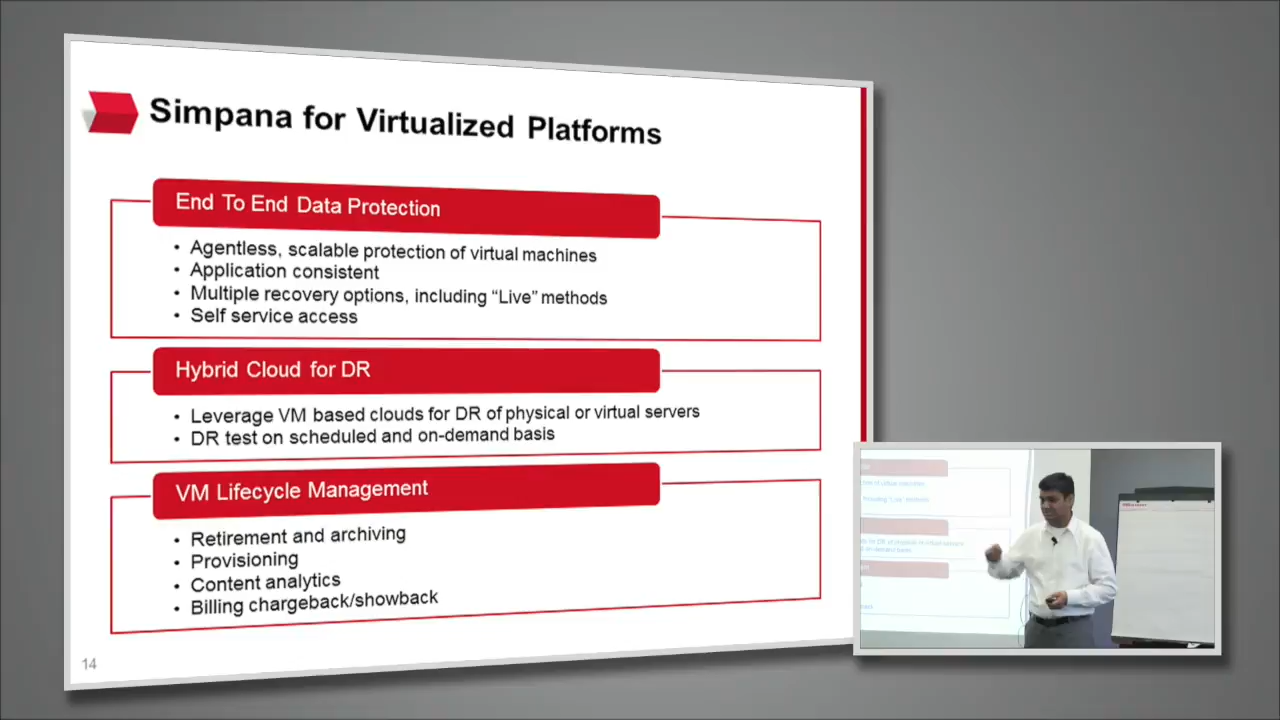 Simpana for Virtualized Platforms
End To End Data Protection
• Agentless, scalable protection of virtual machines
• Application consistent
• Multiple recovery options, including “Live” methods
• Self service access
Hybrid Cloud for DR
• Leverage VM based clouds for DR of physical or virtual servers
• DR test on scheduled and on-demand basis
VM Lifecycle Management
• Retirement and archiving
• Provisioning
• Content analytics
• Billing chargeback/showback
14